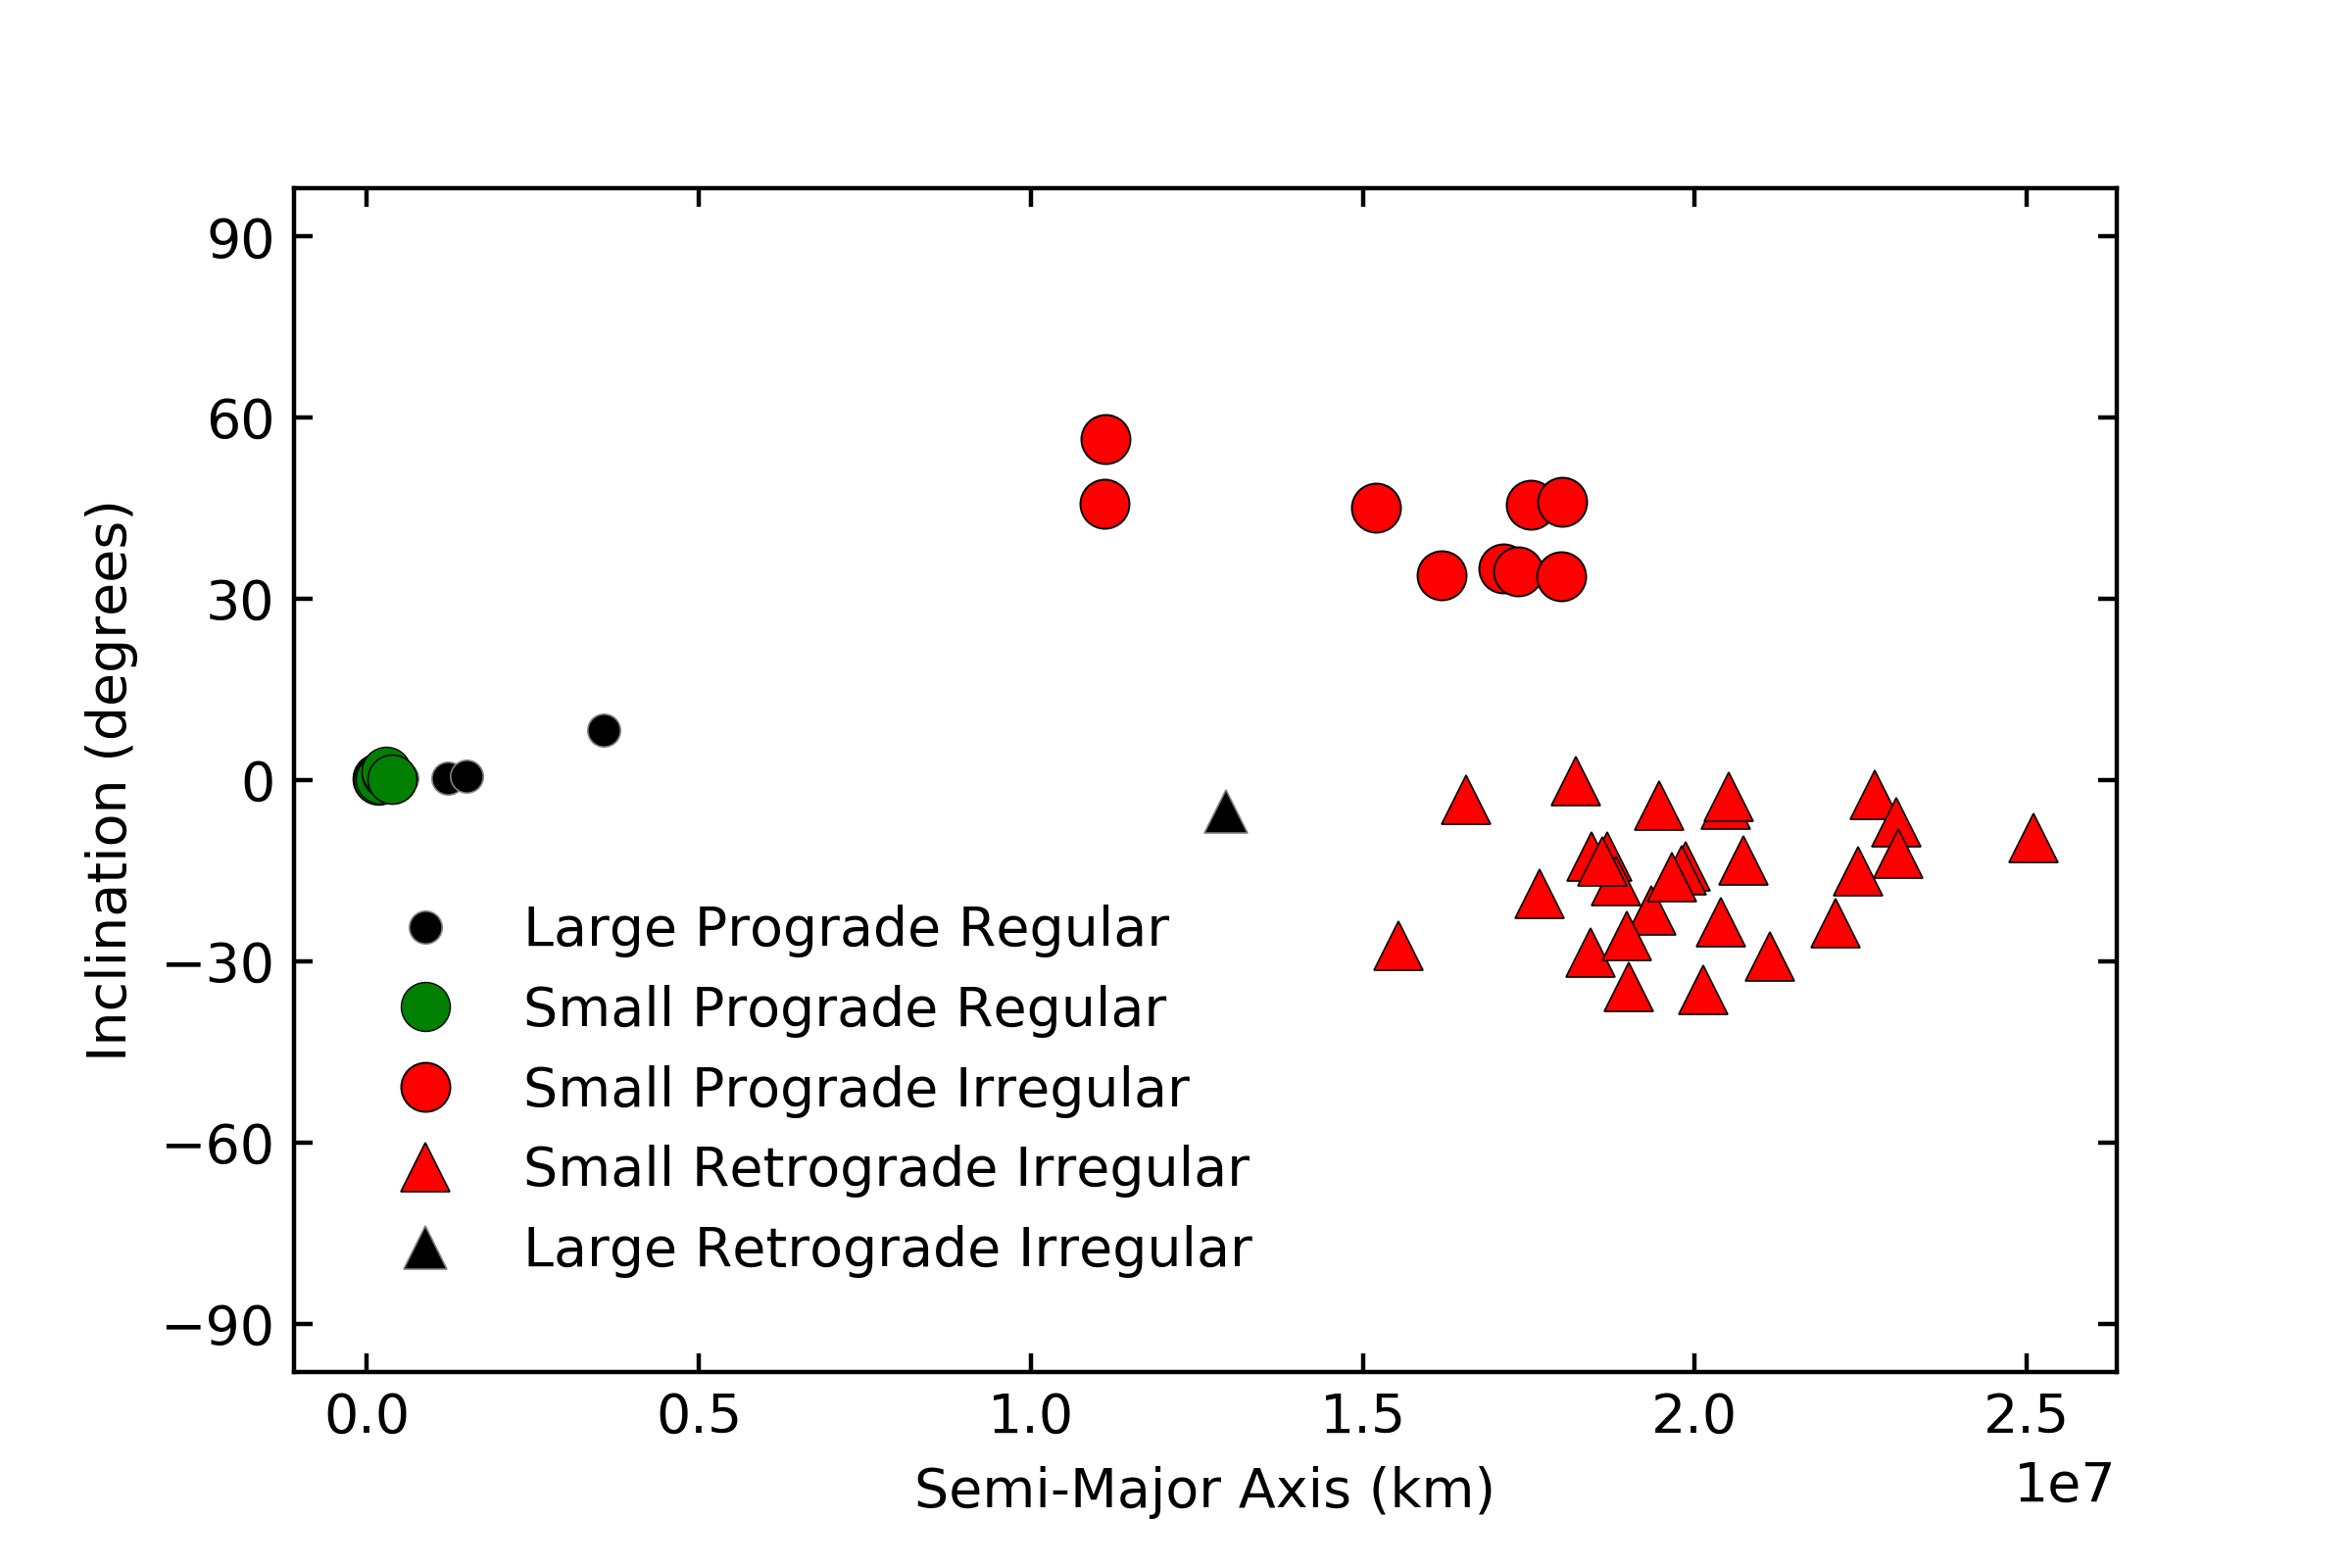 90
60
30
0
−30
−60
−90
Inclination (degrees)
Large Prograde Regular
Small Prograde Regular
Small Prograde Irregular
Small Retrograde Irregular
Large Retrograde Irregular
0.0 0.5 1.0 1.5 2.0 2.5
Semi-Major Axis (km)
1e7